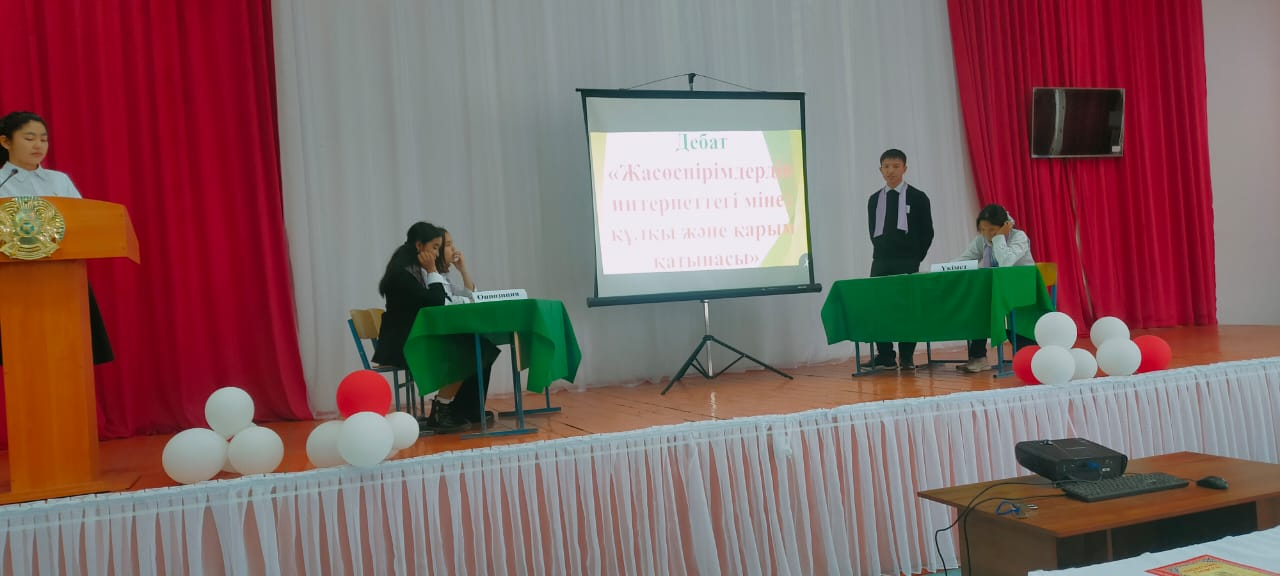 Дебат
«Жасөспірімдерд
интернеттегі міне
құлқы және қарым
қатынасы»
Оппозиция
Үкімет